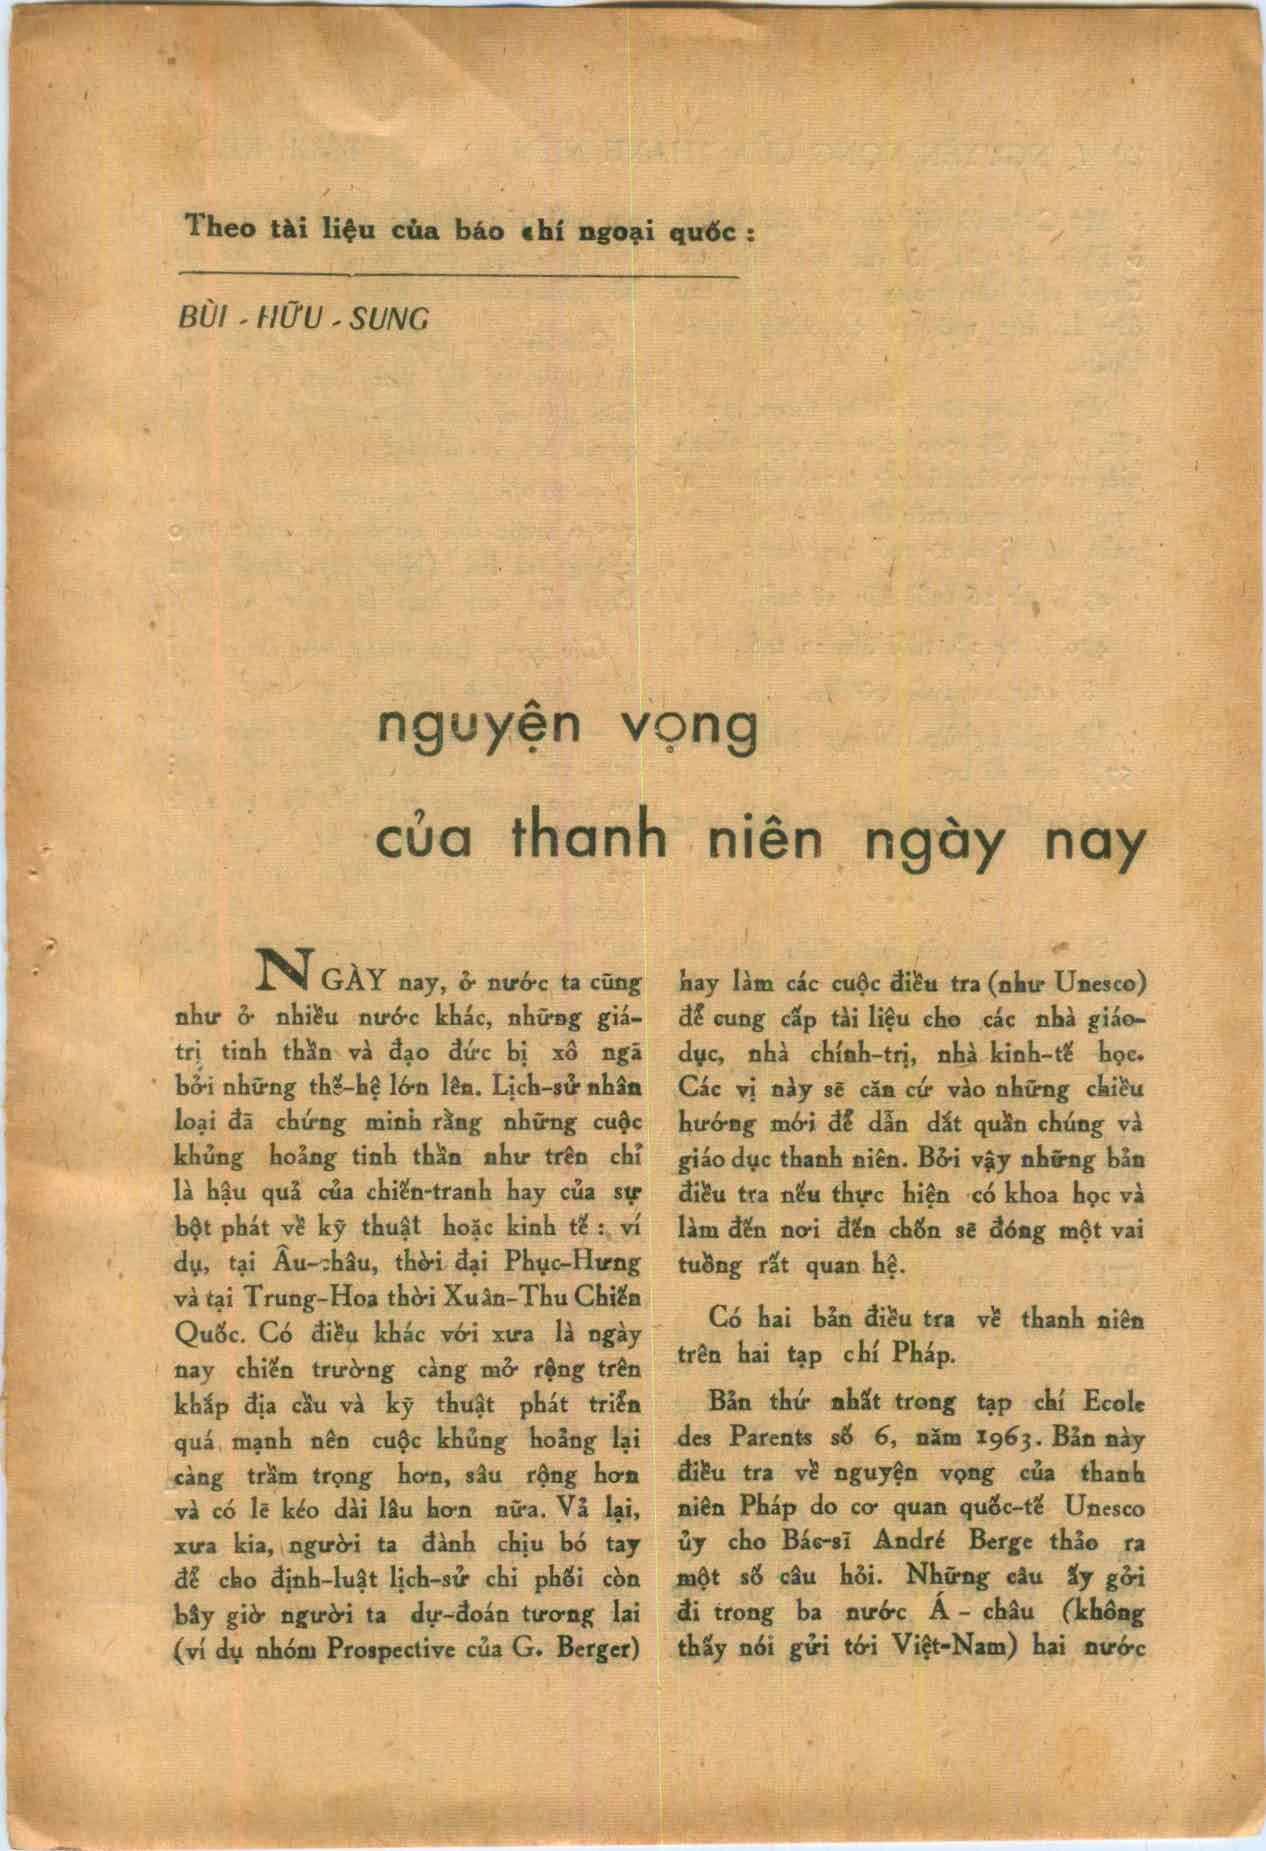 Theo tài liệu của báo chí ngoại quốc :
BÙI - HỮU - SUNG
nguyện vọng
của thanh niên ngày nay
NGÀY nay, ở nước ta cũng
như ở nhiều nước khác, những giá-
trị tinh thần và đạo đức bị xô ngã
bởi những thế-hệ lớn lên. Lịch-sử nhân
loại đã chứng minh rằng những cuộc
khủng hoảng tinh thần như trên chỉ
là hậu quả của chiến-tranh hay của sự
bột phát về kỹ thuật hoặc kinh tế : ví
dụ, tại Âu-châu, thời đại Phục-Hưng
và tại Trung-Hoa thời Xuân-Thu Chiến
Quốc. Có điều khác với xưa là ngày
nay chiến trường càng mở rộng trên
khắp địa cầu và kỹ thuật phát triển
quá mạnh nên cuộc khủng hoảng lại
càng trầm trọng hơn, sâu rộng hơn
và có lẽ kéo dài lâu hơn nữa. Vả lại,
xưa kia, người ta đành chịu bó tay
để cho định-luật lịch-sử chi phối còn
bây giờ người ta dự-đoán tương lai
(ví dụ nhóm Prospective của G. Berger)
hay làm các cuộc điều tra (như Unesco)
để cung cấp tài liệu cho các nhà giáo-
dục, nhà chính-trị, nhà kinh-tế học.
Các vị này sẽ căn cứ vào những chiều
hướng mới để dẫn dắt quần chúng và
giáo dục thanh niên. Bởi vậy những bản
điều tra nếu thực hiện có khoa học và
làm đến nơi đến chốn sẽ đóng một vai
tuồng rất quan hệ.
Có hai bản điều tra về thanh niên
trên hai tạp chí Pháp.
Bản thứ nhất trong tạp chí Ecole
des Parents số 6, năm 1963. Bản này
điều tra về nguyện vọng của thanh
niên Pháp do cơ quan quốc-tế Unesco
ủy cho Bác-sĩ André Berge thảo ra
một số câu hỏi. Những câu ấy gởi
đi trong ba nước Á - châu (không
thấy nói gửi tới Việt-Nam) hai nước